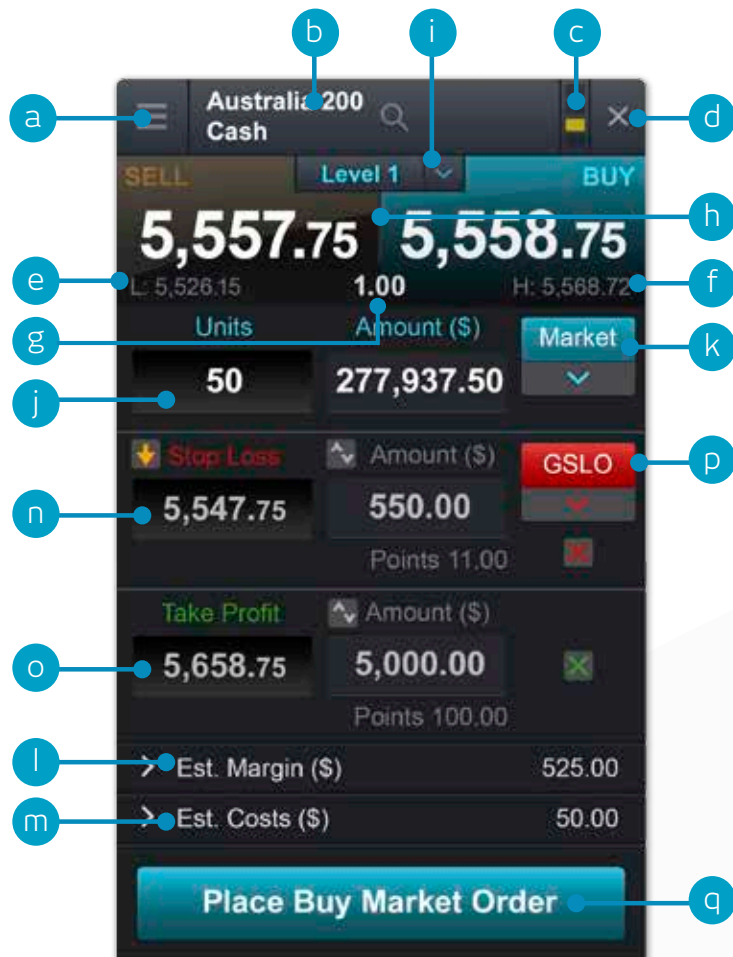 b i c
a Australia 200 d
Cash
SELL Level 1 BUY
5,557.75 5,558.75 h
e L: 5,526.15 1.00 H: 5,568.72 f
g Units Amount ($) Market k
j 50 277,937.50
Stop Loss Amount ($) GSLO p
n 5,547.75 550.00
Points 11.00
Take Profit Amount ($)
o 5,658.75 5,000.00
Points 100.00
l Est. Margin ($) 525.00
m Est. Costs ($) 50.00
Place Buy Market Order q